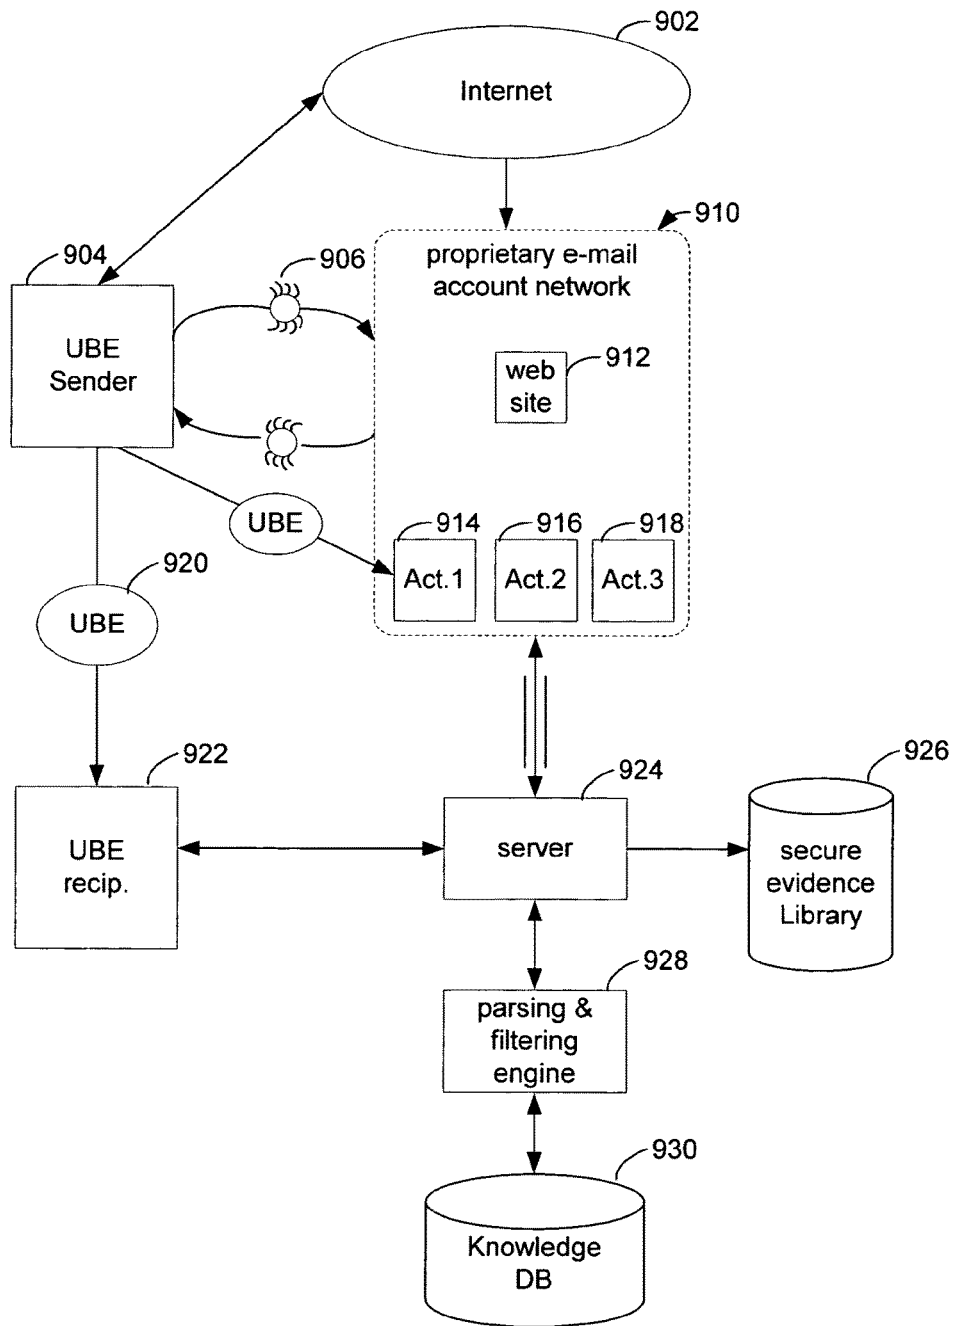 902
Internet
910
proprietary e-mail
account network
904
906
UBE
Sender
web
site
912
UBE
914
916
918
Act.1
Act.2
Act.3
920
UBE
922
924
926
UBE
recip.
server
secure
evidence
Library
928
parsing &
filtering
engine
930
Knowledge
DB